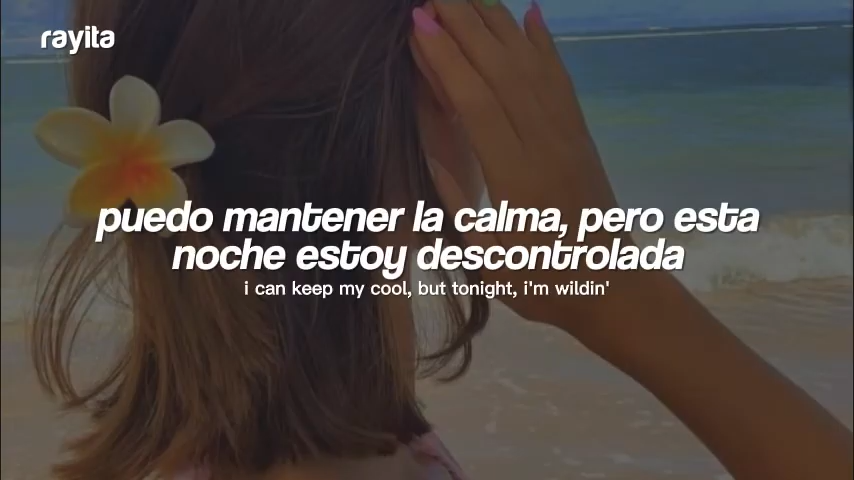 rayita
puedo mantener la calma, pero esta
noche estoy descontrolada
i can keep my cool, but tonight, i'm wildin'